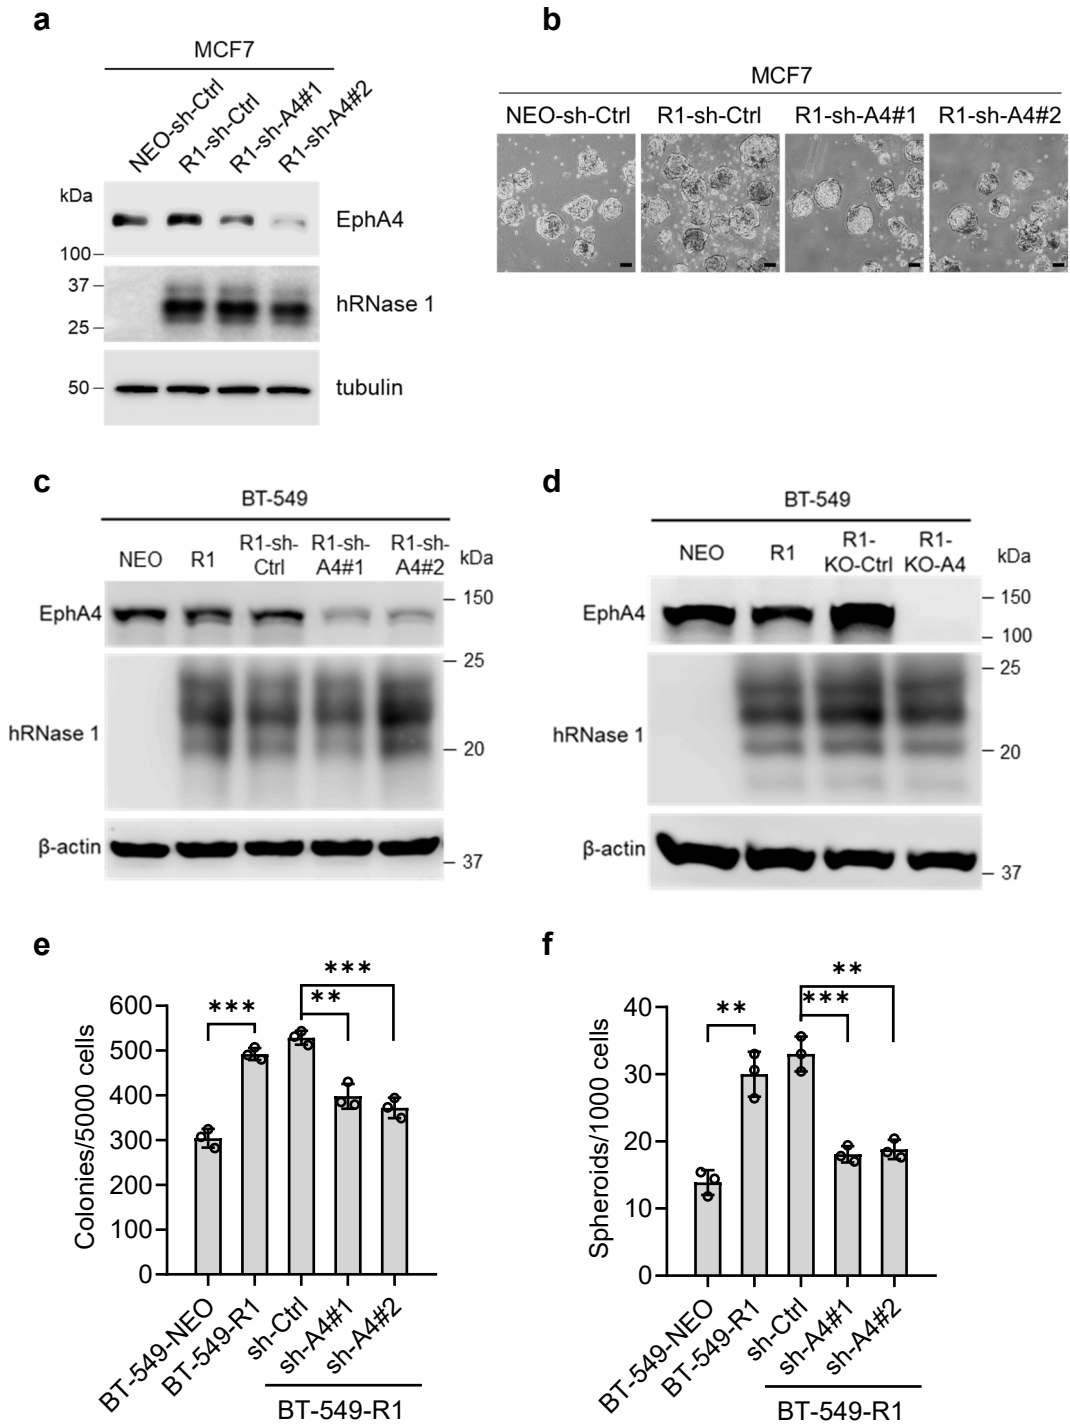 a
MCF7
NEO-sh-Ctrl
R1-sh-Ctrl
R1-sh-A4#1
R1-sh-A4#2
kDa
EphA4
100
37
hRNase 1
25
50
tubulin
b
MCF7
NEO-sh-Ctrl R1-sh-Ctrl R1-sh-A4#1 R1-sh-A4#2
c
BT-549
NEO R1 R1-sh-Ctrl R1-sh-A4#1 R1-sh-A4#2 kDa
150
EphA4
25
hRNase 1
20
β-actin
37
d
BT-549
NEO R1 R1-KO-Ctrl R1-KO-A4 kDa
150
EphA4
100
25
hRNase 1
20
β-actin
37
e
Colonies/5000 cells
600
500
400
300
200
100
0
***
**
***
BT-549-NEO
BT-549-R1
sh-Ctrl
sh-A4#1
sh-A4#2
BT-549-R1
f
Spheroids/1000 cells
40
30
20
10
0
**
***
**
BT-549-NEO
BT-549-R1
sh-Ctrl
sh-A4#1
sh-A4#2
BT-549-R1